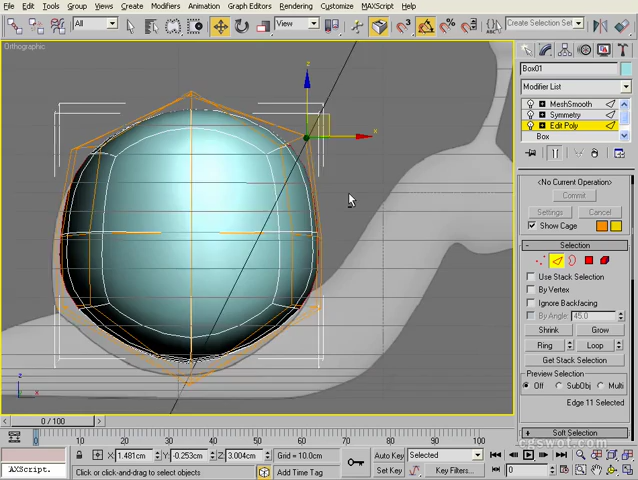 File Edit Tools Group Views Create Modifiers Animation Graph Editors Rendering Customize MAXScript Help
All View Create Selection Set
Orthographic
Box01
Modifier List
MeshSmooth
Symmetry
Edit Poly
Box
<No Current Operation>
Commit
Settings Cancel
Show Cage
Selection
Use Stack Selection
By Vertex
Ignore Backfacing
By Angle: 45.0
Shrink Grow
Ring Loop
Get Stack Selection
Preview Selection
Off SubObj Multi
Edge 11 Selected
Soft Selection
z
x
z
x
0 / 100
0 10 20 30 40 50 60 70 80 90 100
cgswot.com
X: 1.481cm Y: -0.253cm Z: 3.004cm Grid = 10.0cm
Auto Key Selected
AXScript. Click or click-and-drag to select objects Add Time Tag Set Key Key Filters... 0